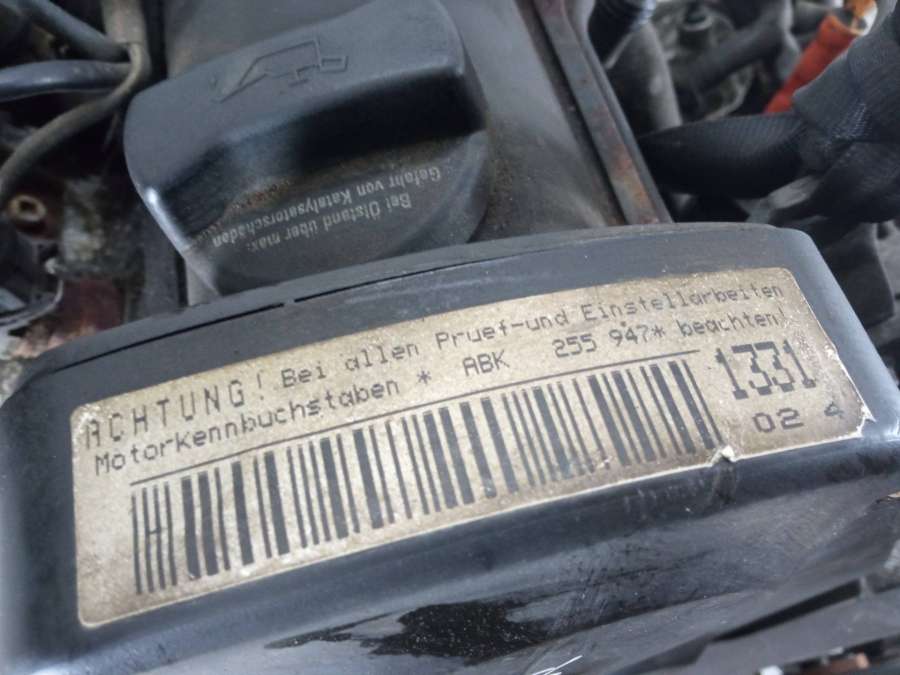 Bei Ölstand über max:
Gefahr von Katalysatorschäden
ACHTUNG! Bei allen Pruef-und Einstellarbeiten
Motorkennbuchstaben * ABK 255 947* beachten!
1331
02 4